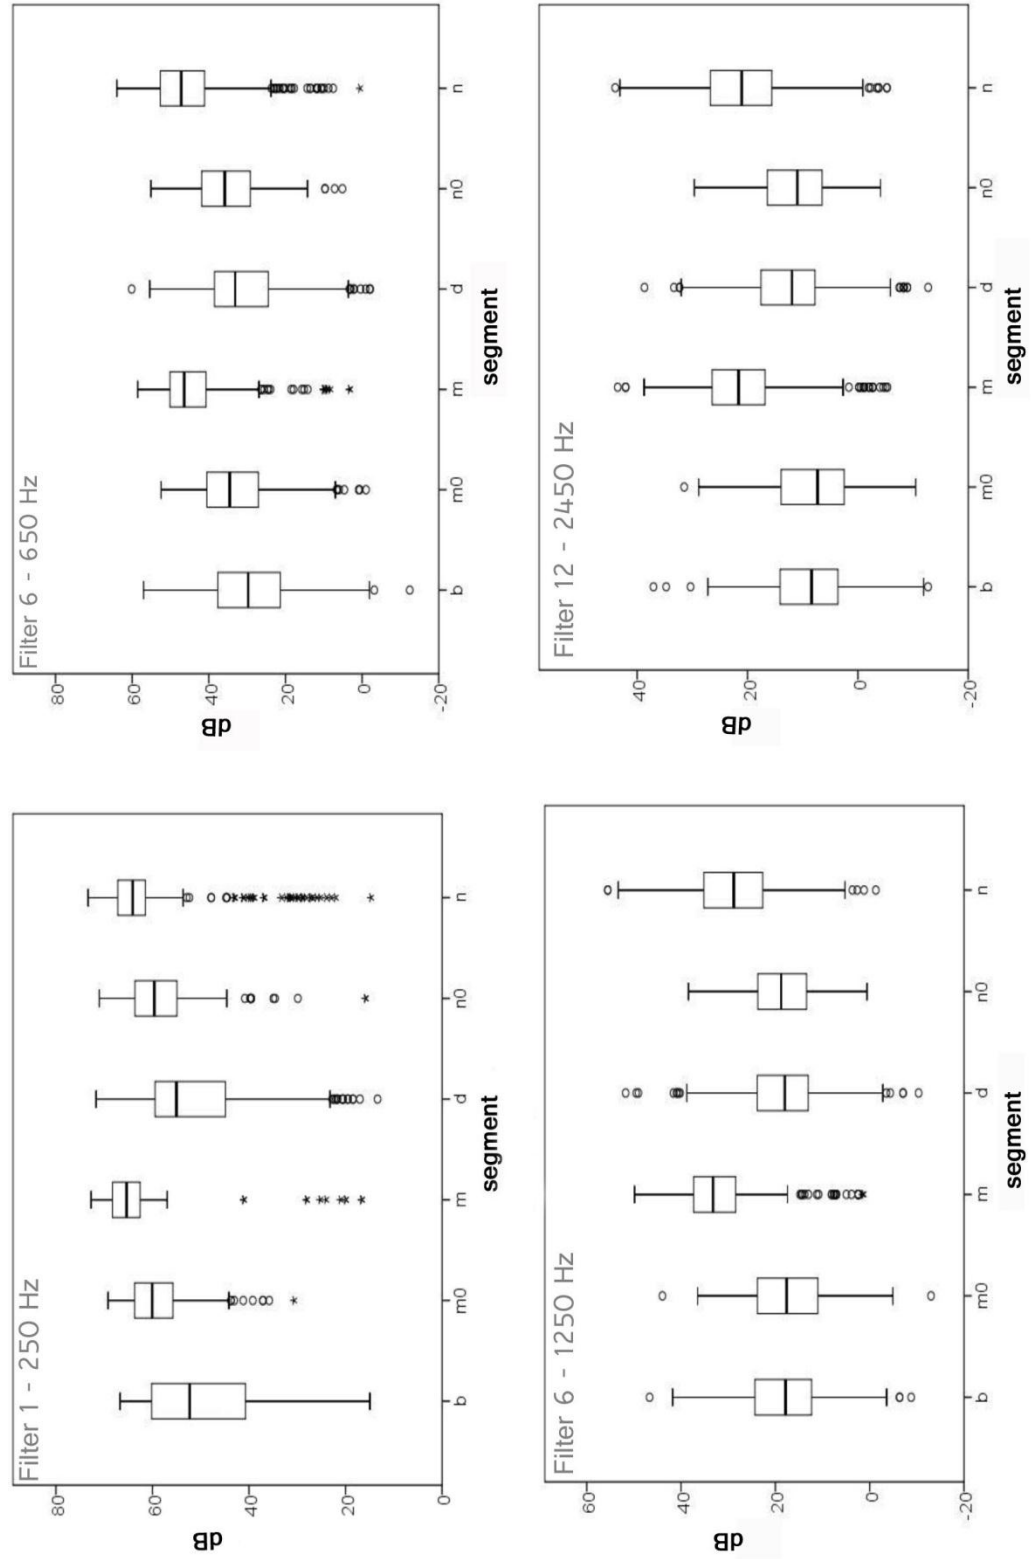 Filter 1 - 250 Hz
80
60
40
20
0
dB
b m0 m d n0 n
segment
Filter 6 - 650 Hz
80
60
40
20
0
-20
dB
b m0 m d n0 n
segment
Filter 6 - 1250 Hz
60
40
20
0
-20
dB
b m0 m d n0 n
segment
Filter 12 - 2450 Hz
40
20
0
-20
dB
b m0 m d n0 n
segment